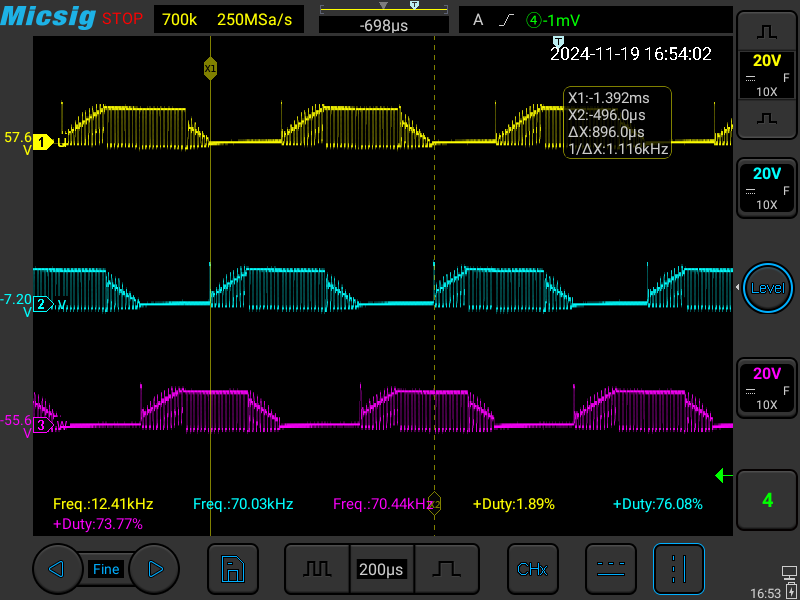 Micsig STOP 700k 250MSa/s -698µs A 4 -1mV
T
T
2024-11-19 16:54:02
X1
X1:-1.392ms
X2:-496.0µs
ΔX:896.0µs
1/ΔX:1.116kHz
20V
F
10X
57.6
V
1 U
20V
F
10X
-7.20
V
2 V
Level
20V
F
10X
-55.6
V
3 W
Freq.:12.41kHz Freq.:70.03kHz Freq.:70.44kHz X2 +Duty:1.89% +Duty:76.08%
+Duty:73.77%
4
Fine 200µs CHx
16:53